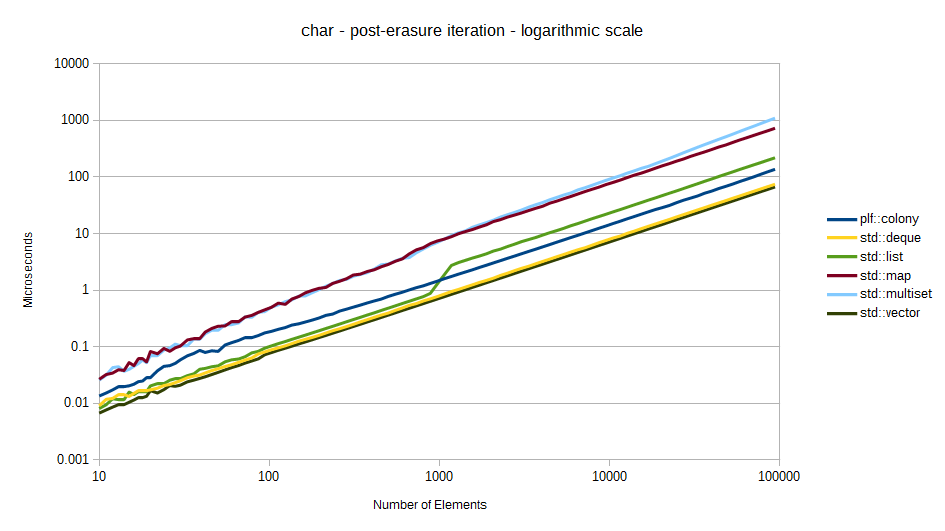 char - post-erasure iteration - logarithmic scale
10000
1000
100
10
1
0.1
0.01
0.001
Microseconds
10
100
1000
10000
100000
Number of Elements
plf::colony
std::deque
std::list
std::map
std::multiset
std::vector